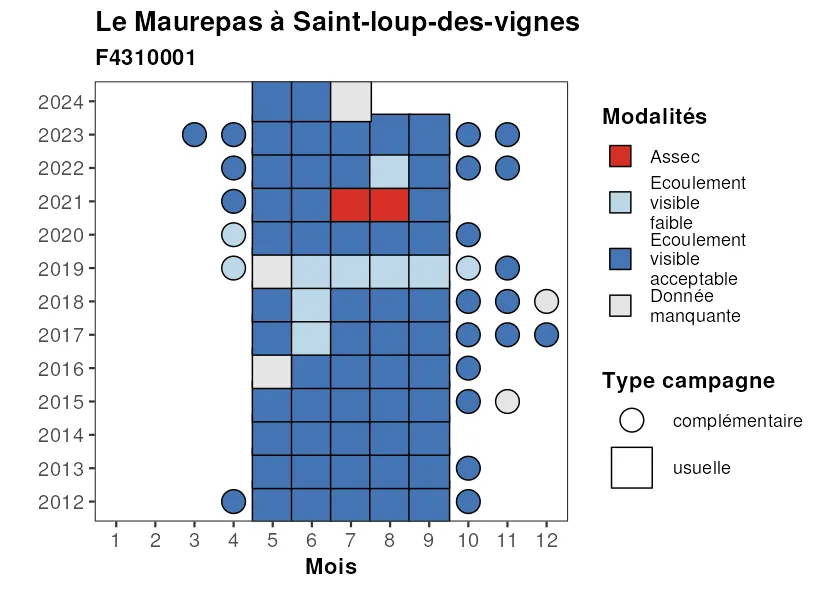 Le Maurepas à Saint-loup-des-vignes
F4310001
2024
2023
2022
2021
2020
2019
2018
2017
2016
2015
2014
2013
2012
1 2 3 4 5 6 7 8 9 10 11 12
Mois
Modalités
Assec
Ecoulement
visible
faible
Ecoulement
visible
acceptable
Donnée
manquante
Type campagne
complémentaire
usuelle